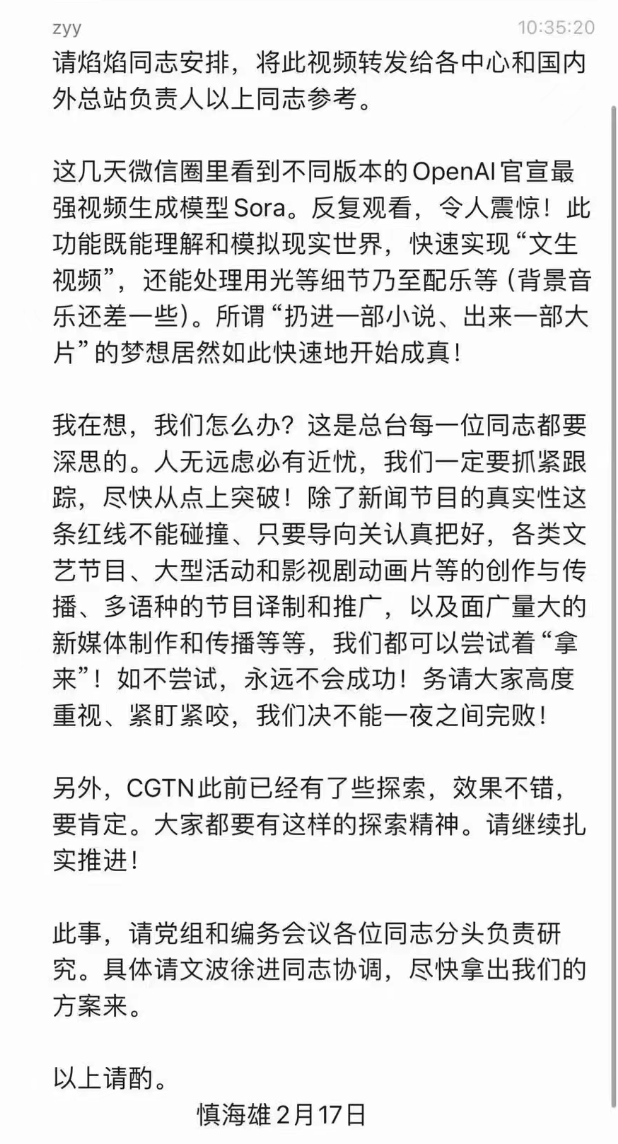 zyy 10:35:20
请焰焰同志安排，将此视频转发给各中心和国内
外总站负责人以上同志参考。
这几天微信圈里看到不同版本的OpenAI官宣最
强视频生成模型Sora。反复观看，令人震惊！此
功能既能理解和模拟现实世界，快速实现“文生
视频”，还能处理用光等细节乃至配乐等（背景音
乐还差一些）。所谓“扔进一部小说、出来一部大
片”的梦想居然如此快速地开始成真！
我在想，我们怎么办？这是总台每一位同志都要
深思的。人无远虑必有近忧，我们一定要抓紧跟
踪，尽快从点上突破！除了新闻节目的真实性这
条红线不能碰撞、只要导向关认真把好，各类文
艺节目、大型活动和影视剧动画片等的创作与传
播、多语种的节目译制和推广，以及面广量大的
新媒体制作和传播等等，我们都可以尝试着“拿
来”！如不尝试，永远不会成功！务请大家高度
重视、紧盯紧咬，我们决不能一夜之间完败！
另外，CGTN此前已经有了些探索，效果不错，
要肯定。大家都要有这样的探索精神。请继续扎
实推进！
此事，请党组和编务会议各位同志分头负责研
究。具体请文波徐进同志协调，尽快拿出我们的
方案来。
以上请酌。
慎海雄2月17日